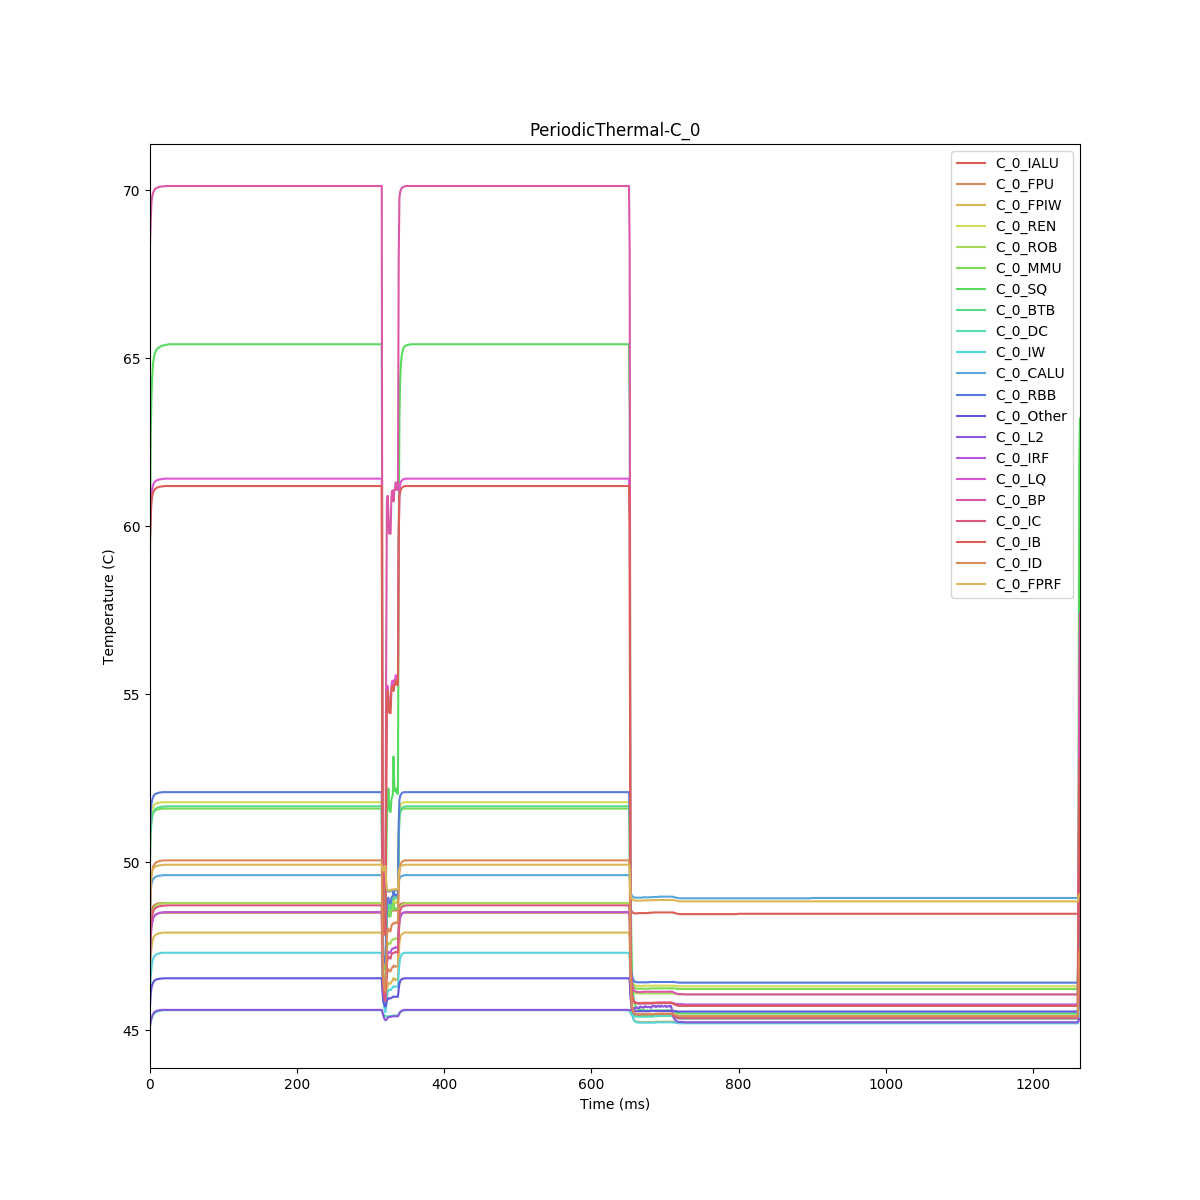 PeriodicThermal-C_0
C_0_IALU
C_0_FPU
C_0_FPIW
C_0_REN
C_0_ROB
C_0_MMU
C_0_SQ
C_0_BTB
C_0_DC
C_0_IW
C_0_CALU
C_0_RBB
C_0_Other
C_0_L2
C_0_IRF
C_0_LQ
C_0_BP
C_0_IC
C_0_IB
C_0_ID
C_0_FPRF
Temperature (C)
70
65
60
55
50
45
0 200 400 600 800 1000 1200
Time (ms)